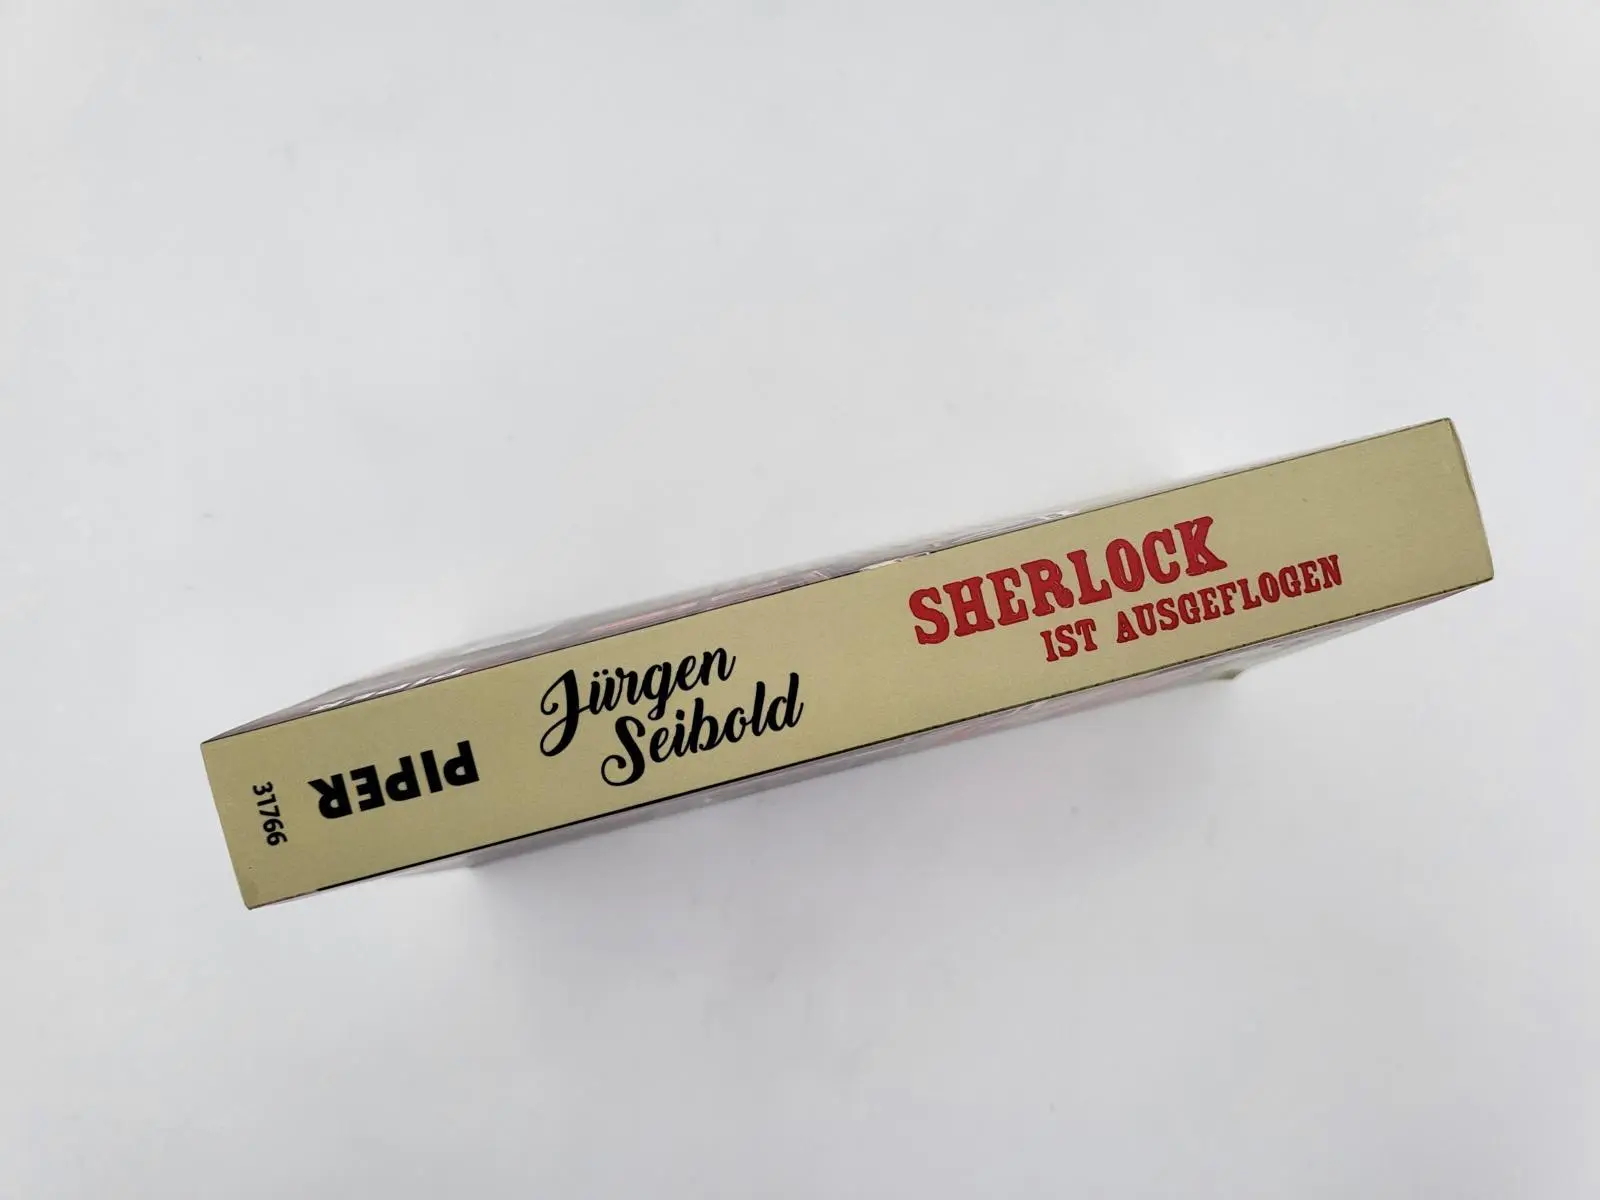 SHERLOCK
IST AUSGEFLOGEN
Jürgen
Seibold
PIPER
31766